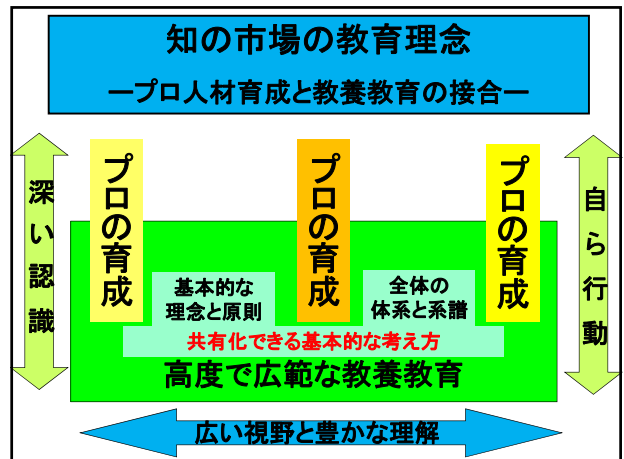 知の市場の教育理念
ープロ人材育成と教養教育の接合ー
深い認識
プロの育成
プロの育成
プロの育成
自ら行動
基本的な
理念と原則
全体の
体系と系譜
共有化できる基本的な考え方
高度で広範な教養教育
広い視野と豊かな理解